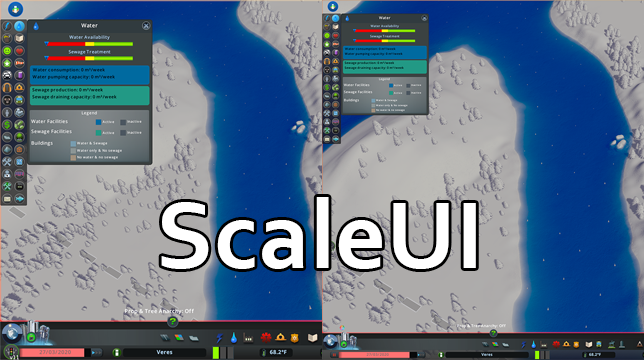 Water
Water Availability
Sewage Treatment
Water consumption: 0 m³/week
Water pumping capacity: 0 m³/week
Sewage production: 0 m³/week
Sewage draining capacity: 0 m³/week
Legend
Water Facilities Active Inactive
Sewage Facilities Active Inactive
Buildings Water & Sewage
Water only & No sewage
No water & no sewage
Prop & Tree Anarchy: Off
Veres
68.2°F
Water
Water Availability
Sewage Treatment
Water consumption: 0 m³/week
Water pumping capacity: 0 m³/week
Sewage production: 0 m³/week
Sewage draining capacity: 0 m³/week
Legend
Water Facilities Active Inactive
Sewage Facilities Active Inactive
Buildings Water & Sewage
Water only & No sewage
No water & no sewage
Prop & Tree Anarchy: Off
Veres
68.2°F
ScaleUI